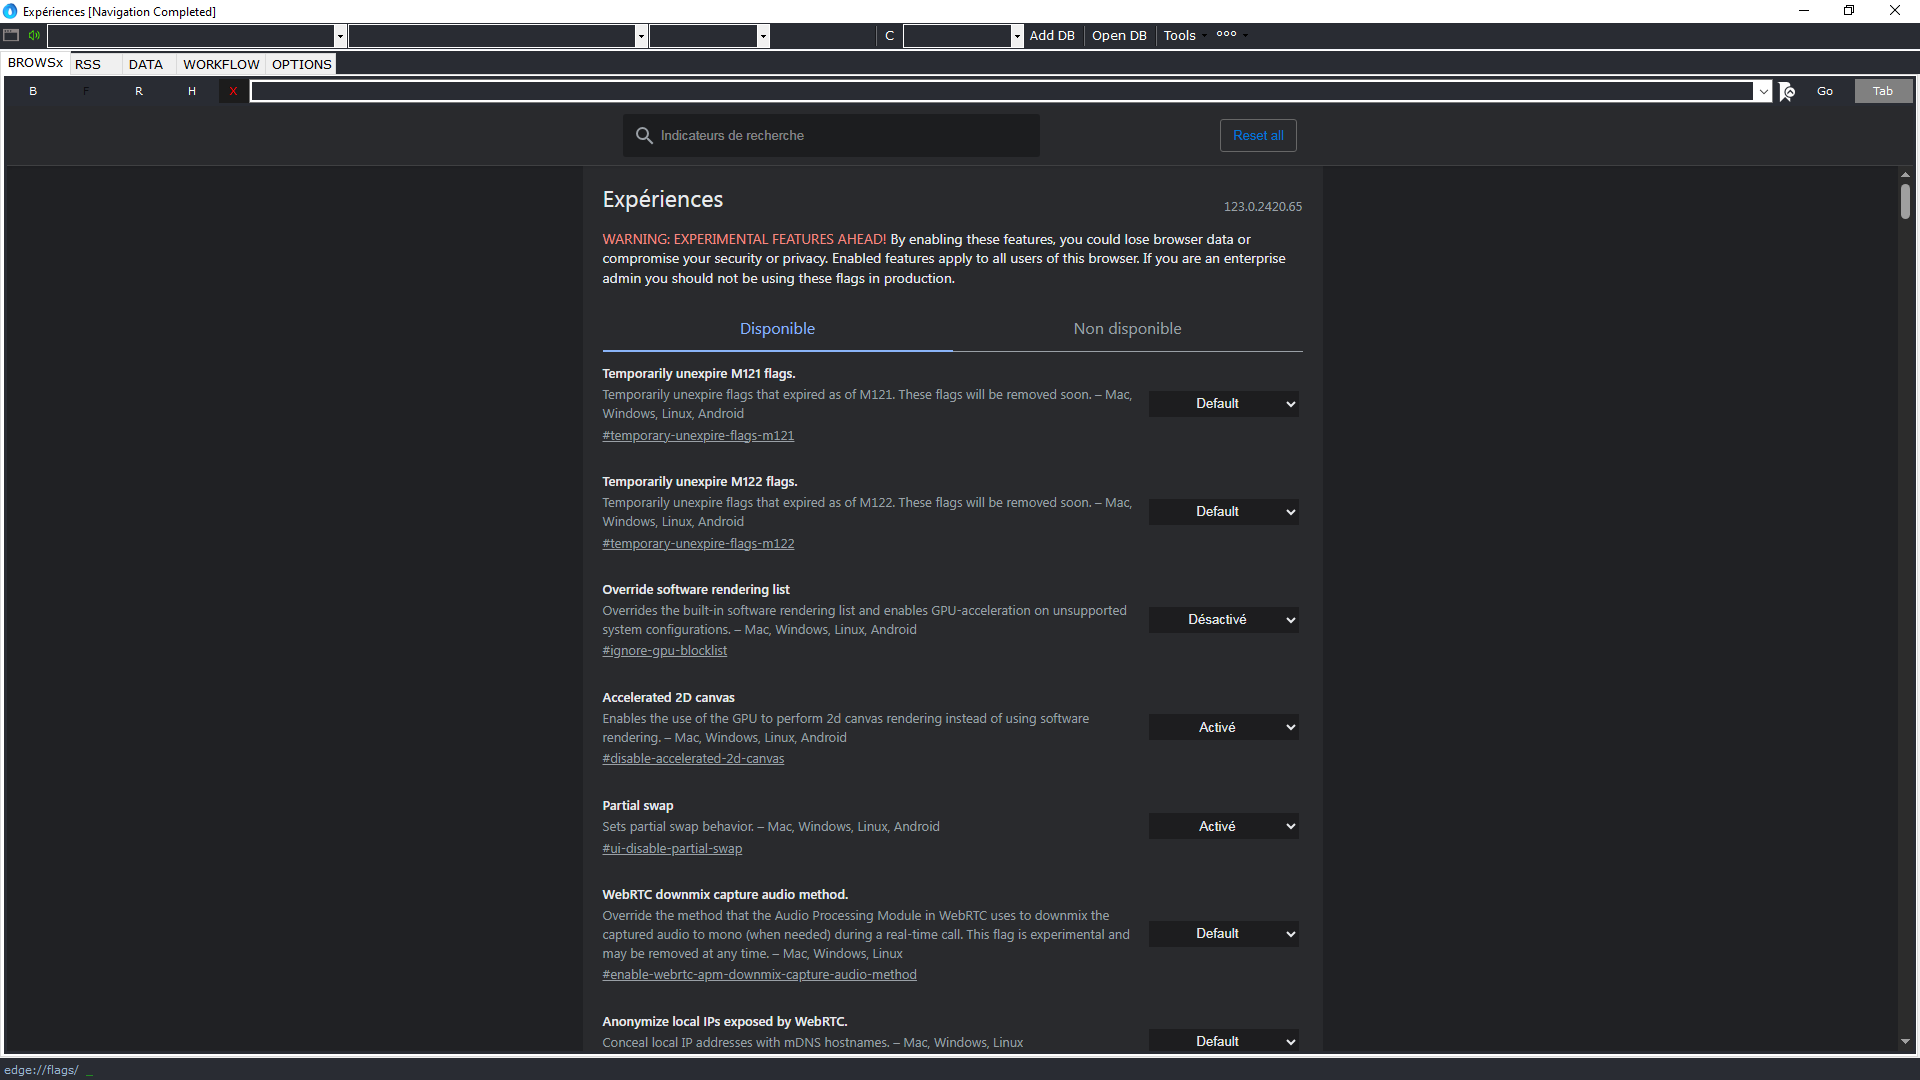 Expériences [Navigation Completed]
C
Add DB
Open DB
Tools
BROWSx
RSS
DATA
WORKFLOW
OPTIONS
B
F
R
H
X
Go
Tab
Indicateurs de recherche
Reset all
Expériences
123.0.2420.65
WARNING: EXPERIMENTAL FEATURES AHEAD! By enabling these features, you could lose browser data or
compromise your security or privacy. Enabled features apply to all users of this browser. If you are an enterprise
admin you should not be using these flags in production.
Disponible
Non disponible
Temporarily unexpire M121 flags.
Temporarily unexpire flags that expired as of M121. These flags will be removed soon. – Mac,
Windows, Linux, Android
#temporary-unexpire-flags-m121
Default
Temporarily unexpire M122 flags.
Temporarily unexpire flags that expired as of M122. These flags will be removed soon. – Mac,
Windows, Linux, Android
#temporary-unexpire-flags-m122
Default
Override software rendering list
Overrides the built-in software rendering list and enables GPU-acceleration on unsupported
system configurations. – Mac, Windows, Linux, Android
#ignore-gpu-blocklist
Désactivé
Accelerated 2D canvas
Enables the use of the GPU to perform 2d canvas rendering instead of using software
rendering. – Mac, Windows, Linux, Android
#disable-accelerated-2d-canvas
Activé
Partial swap
Sets partial swap behavior. – Mac, Windows, Linux, Android
#ui-disable-partial-swap
Activé
WebRTC downmix capture audio method.
Override the method that the Audio Processing Module in WebRTC uses to downmix the
captured audio to mono (when needed) during a real-time call. This flag is experimental and
may be removed at any time. – Mac, Windows, Linux
#enable-webrtc-apm-downmix-capture-audio-method
Default
Anonymize local IPs exposed by WebRTC.
Conceal local IP addresses with mDNS hostnames. – Mac, Windows, Linux
Default
edge://flags/ _